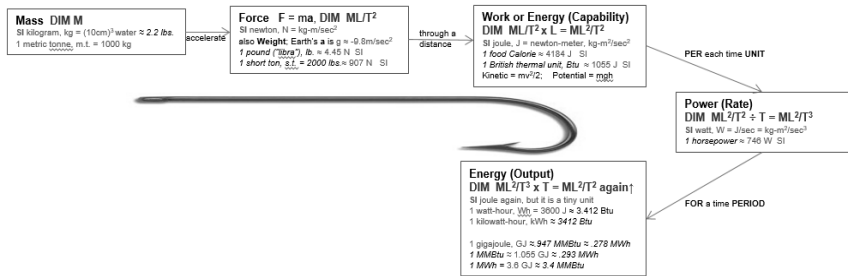 Mass DIM M
SI kilogram, kg = (10cm)³ water ≈ 2.2 lbs.
1 metric tonne, m.t. = 1000 kg
accelerate
Force F = ma, DIM ML/T²
SI newton, N = kg-m/sec²
also Weight; Earth's a is g ≈ -9.8m/sec²
1 pound ("libra"), lb. ≈ 4.45 N SI
1 short ton, s.t. = 2000 lbs.≈ 907 N SI
through a
distance
Work or Energy (Capability)
DIM ML/T² x L = ML²/T²
SI joule, J = newton-meter, kg-m²/sec²
1 food Calorie ≈ 4184 J SI
1 British thermal unit, Btu ≈ 1055 J SI
Kinetic = mv²/2; Potential = mgh
PER each time UNIT
Power (Rate)
DIM ML²/T² ÷ T = ML²/T³
SI watt, W = J/sec = kg-m²/sec³
1 horsepower ≈ 746 W SI
FOR a time PERIOD
Energy (Output)
DIM ML²/T³ x T = ML²/T² again↑
SI joule again, but it is a tiny unit
1 watt-hour, Wh = 3600 J ≈ 3.412 Btu
1 kilowatt-hour, kWh ≈ 3412 Btu
1 gigajoule, GJ ≈ .947 MMBtu ≈ .278 MWh
1 MMBtu ≈ 1.055 GJ ≈ .293 MWh
1 MWh = 3.6 GJ ≈ 3.4 MMBtu